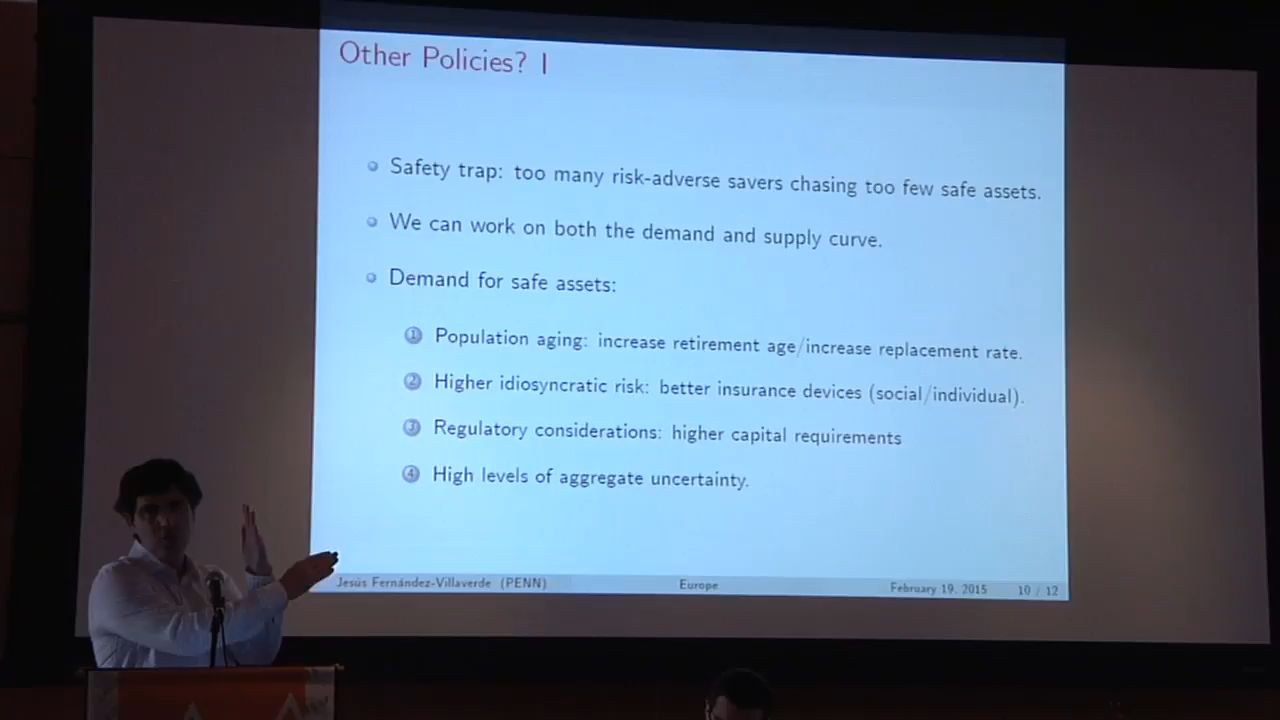 Other Policies? I
Safety trap: too many risk-adverse savers chasing too few safe assets.
We can work on both the demand and supply curve.
Demand for safe assets:
1 Population aging: increase retirement age/increase replacement rate.
2 Higher idiosyncratic risk: better insurance devices (social/individual).
3 Regulatory considerations: higher capital requirements
4 High levels of aggregate uncertainty.
Jesús Fernández-Villaverde (PENN) Europe February 19, 2015 10 / 12